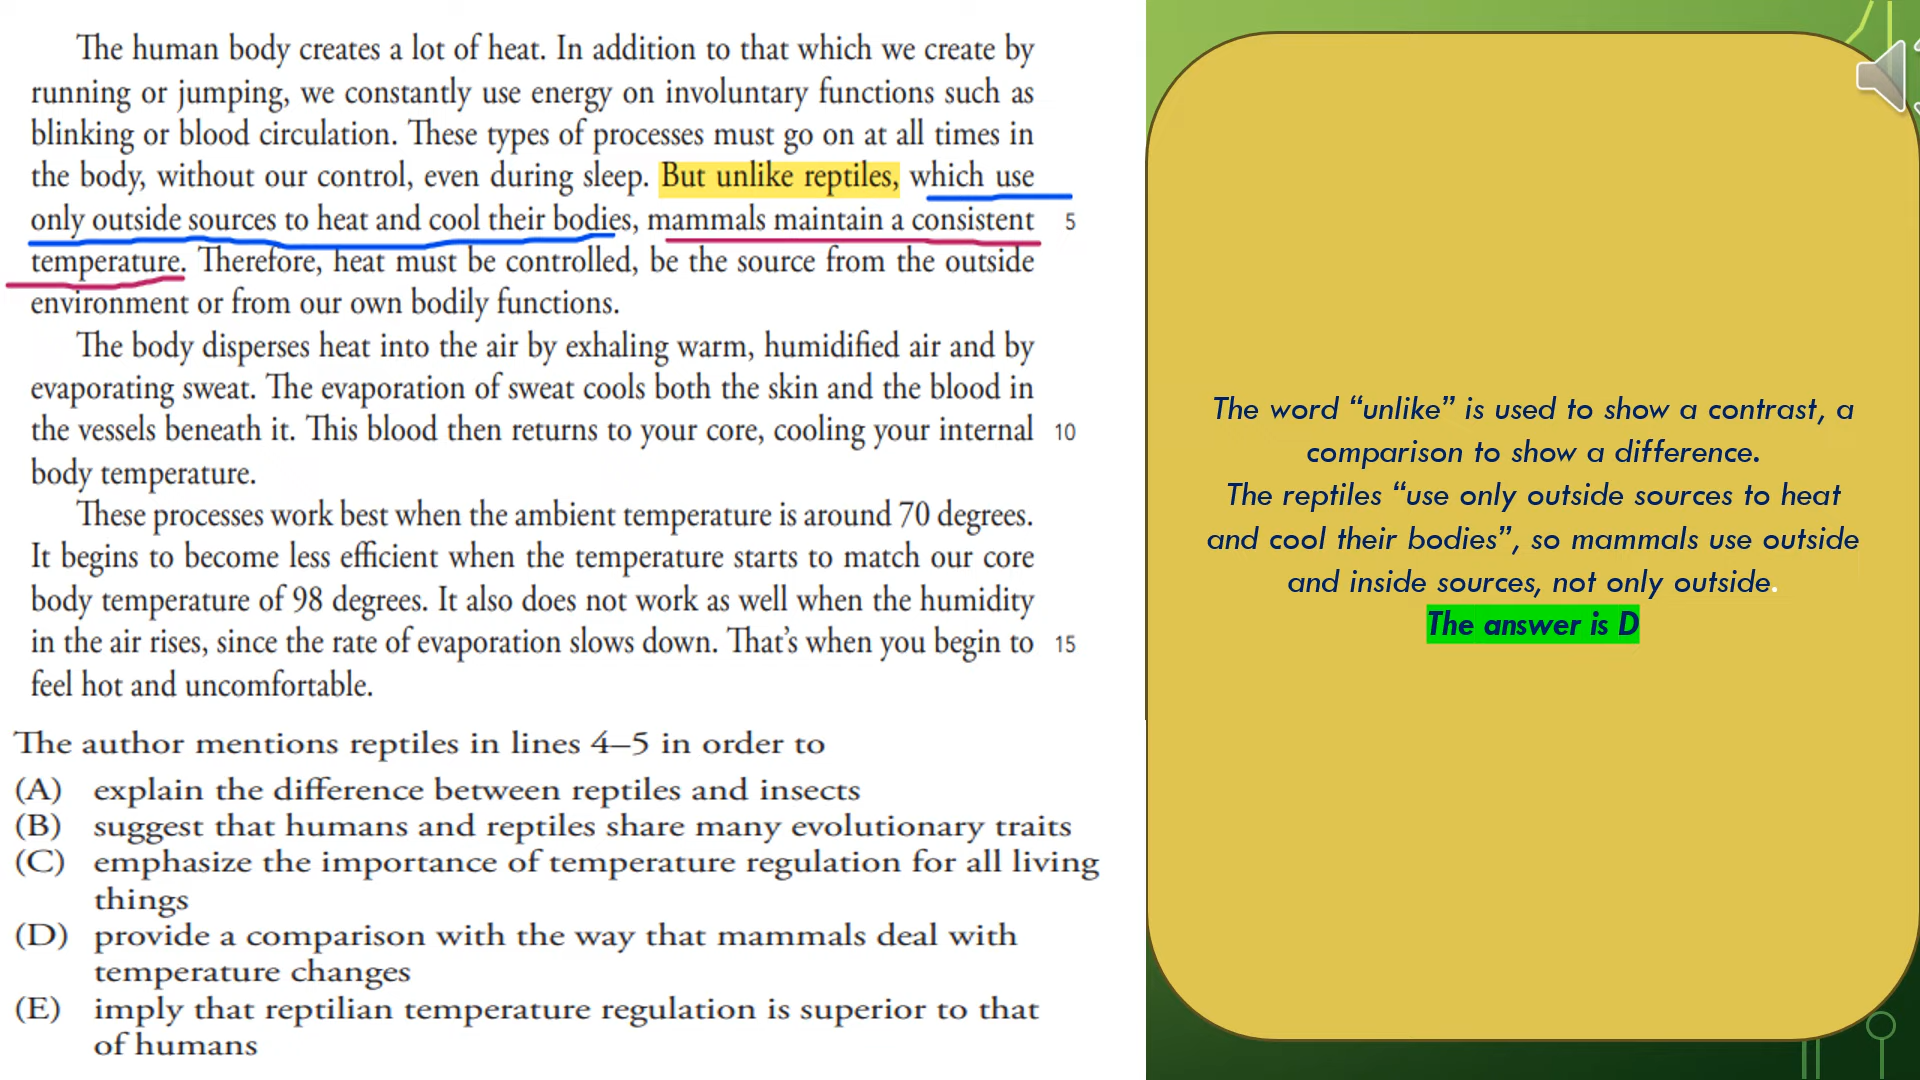 The human body creates a lot of heat. In addition to that which we create by
running or jumping, we constantly use energy on involuntary functions such as
blinking or blood circulation. These types of processes must go on at all times in
the body, without our control, even during sleep. But unlike reptiles, which use
only outside sources to heat and cool their bodies, mammals maintain a consistent 5
temperature. Therefore, heat must be controlled, be the source from the outside
environment or from our own bodily functions.
The body disperses heat into the air by exhaling warm, humidified air and by
evaporating sweat. The evaporation of sweat cools both the skin and the blood in
the vessels beneath it. This blood then returns to your core, cooling your internal 10
body temperature.
These processes work best when the ambient temperature is around 70 degrees.
It begins to become less efficient when the temperature starts to match our core
body temperature of 98 degrees. It also does not work as well when the humidity
in the air rises, since the rate of evaporation slows down. That's when you begin to 15
feel hot and uncomfortable.
The author mentions reptiles in lines 4–5 in order to
(A) explain the difference between reptiles and insects
(B) suggest that humans and reptiles share many evolutionary traits
(C) emphasize the importance of temperature regulation for all living
things
(D) provide a comparison with the way that mammals deal with
temperature changes
(E) imply that reptilian temperature regulation is superior to that
of humans
The word “unlike” is used to show a contrast, a
comparison to show a difference.
The reptiles “use only outside sources to heat
and cool their bodies”, so mammals use outside
and inside sources, not only outside.
The answer is D